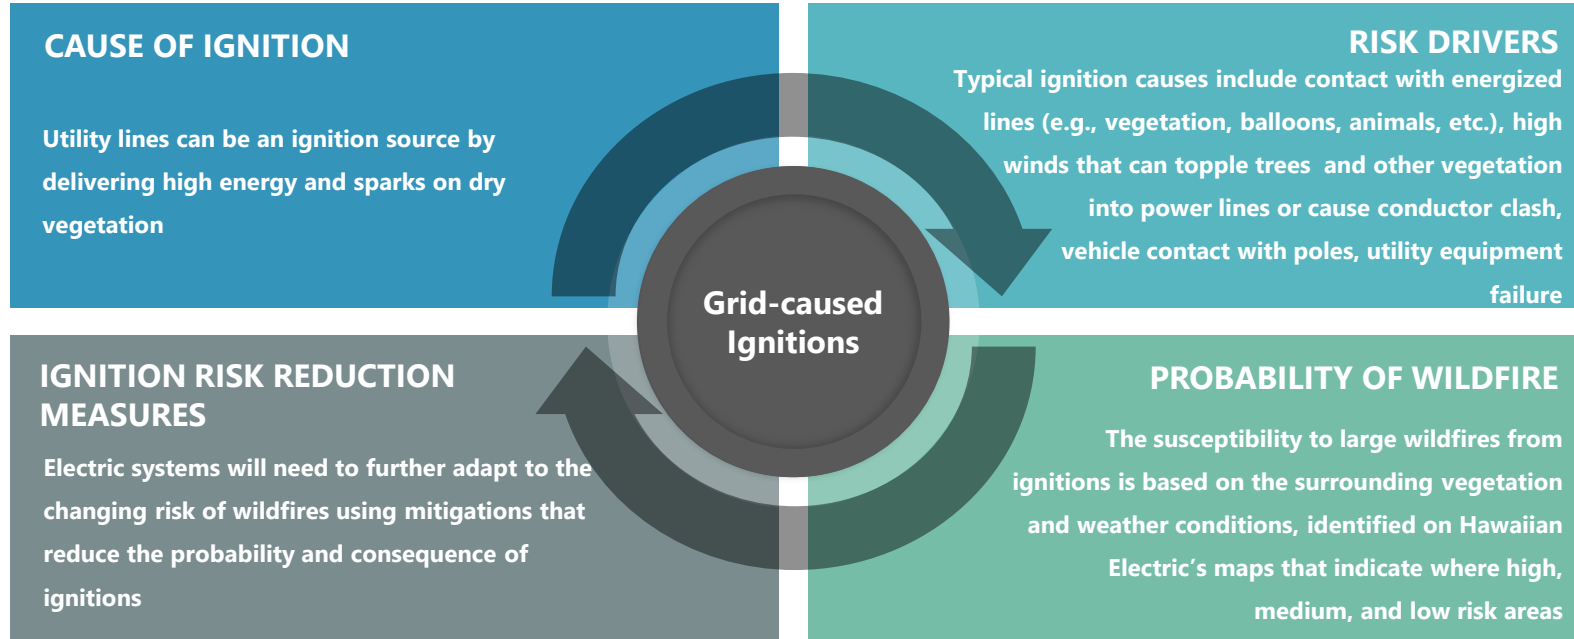 CAUSE OF IGNITION
Utility lines can be an ignition source by
delivering high energy and sparks on dry
vegetation
RISK DRIVERS
Typical ignition causes include contact with energized
lines (e.g., vegetation, balloons, animals, etc.), high
winds that can topple trees  and other vegetation
into power lines or cause conductor clash,
vehicle contact with poles, utility equipment
failure
Grid-caused
Ignitions
IGNITION RISK REDUCTION
MEASURES
Electric systems will need to further adapt to the
changing risk of wildfires using mitigations that
reduce the probability and consequence of
ignitions
PROBABILITY OF WILDFIRE
The susceptibility to large wildfires from
ignitions is based on the surrounding vegetation
and weather conditions, identified on Hawaiian
Electric’s maps that indicate where high,
medium, and low risk areas